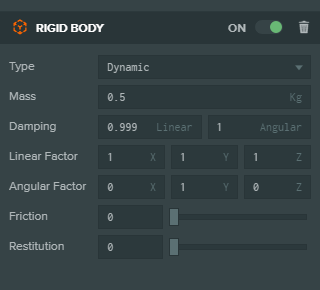 RIGID BODY ON
Type Dynamic
Mass 0.5 Kg
Damping 0.999 Linear 1 Angular
Linear Factor 1 X 1 Y 1 Z
Angular Factor 0 X 1 Y 0 Z
Friction 0
Restitution 0